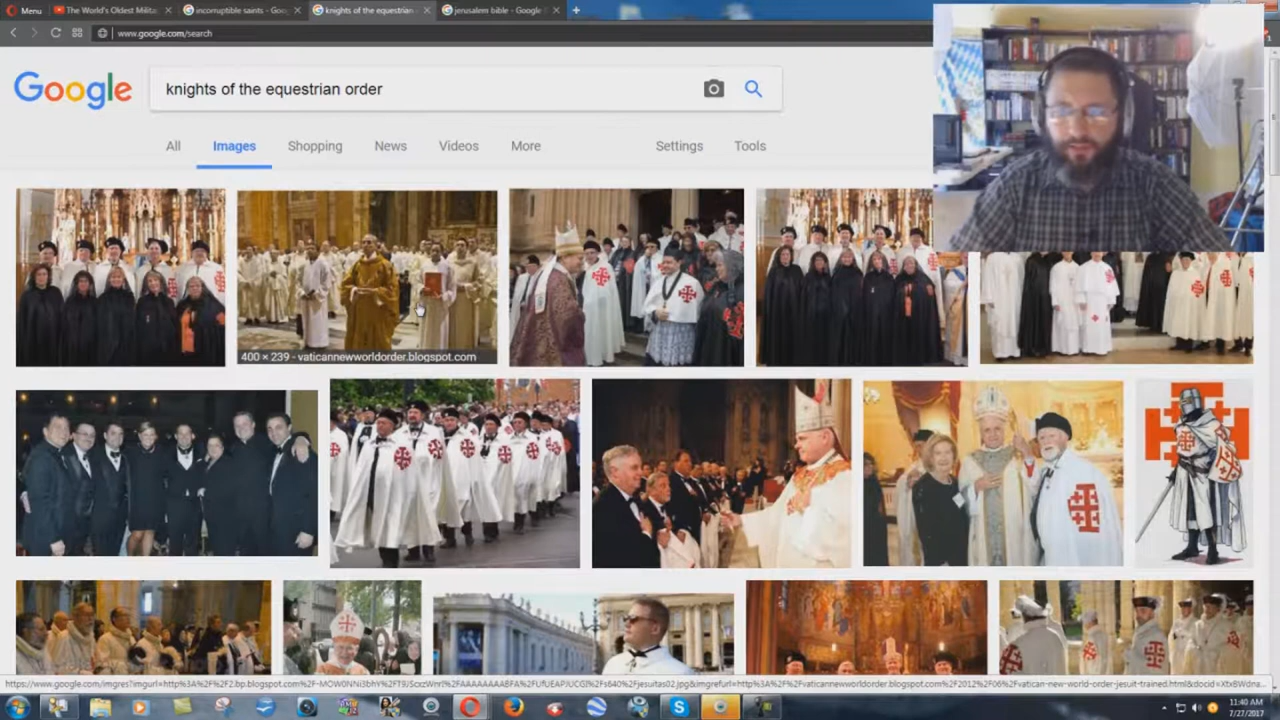 Menu
The World's Oldest Milita
incorruptible saints - Goo
knights of the equestrian
jerusalem bible - Google
www.google.com/search
Google
knights of the equestrian order
All
Images
Shopping
News
Videos
More
Settings
Tools
400 × 239 - vaticannewworldorder.blogspot.com
11:40 AM
7/27/2017